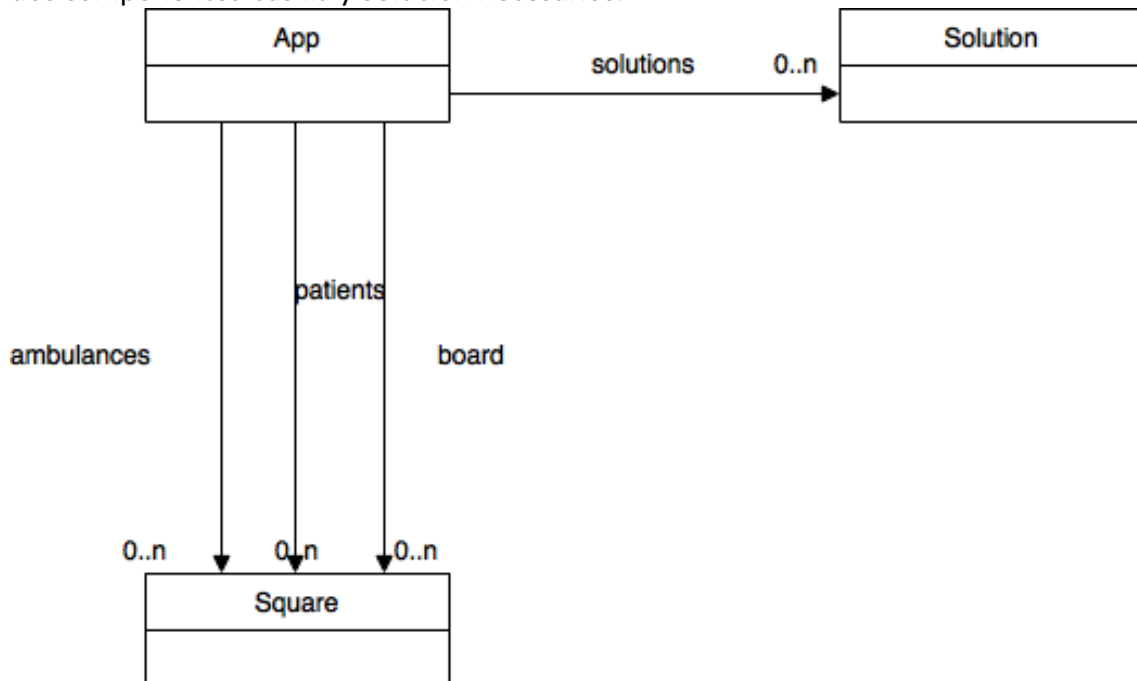 App
Solution
solutions
0..n
patients
ambulances
board
0..n
0..n
0..n
Square